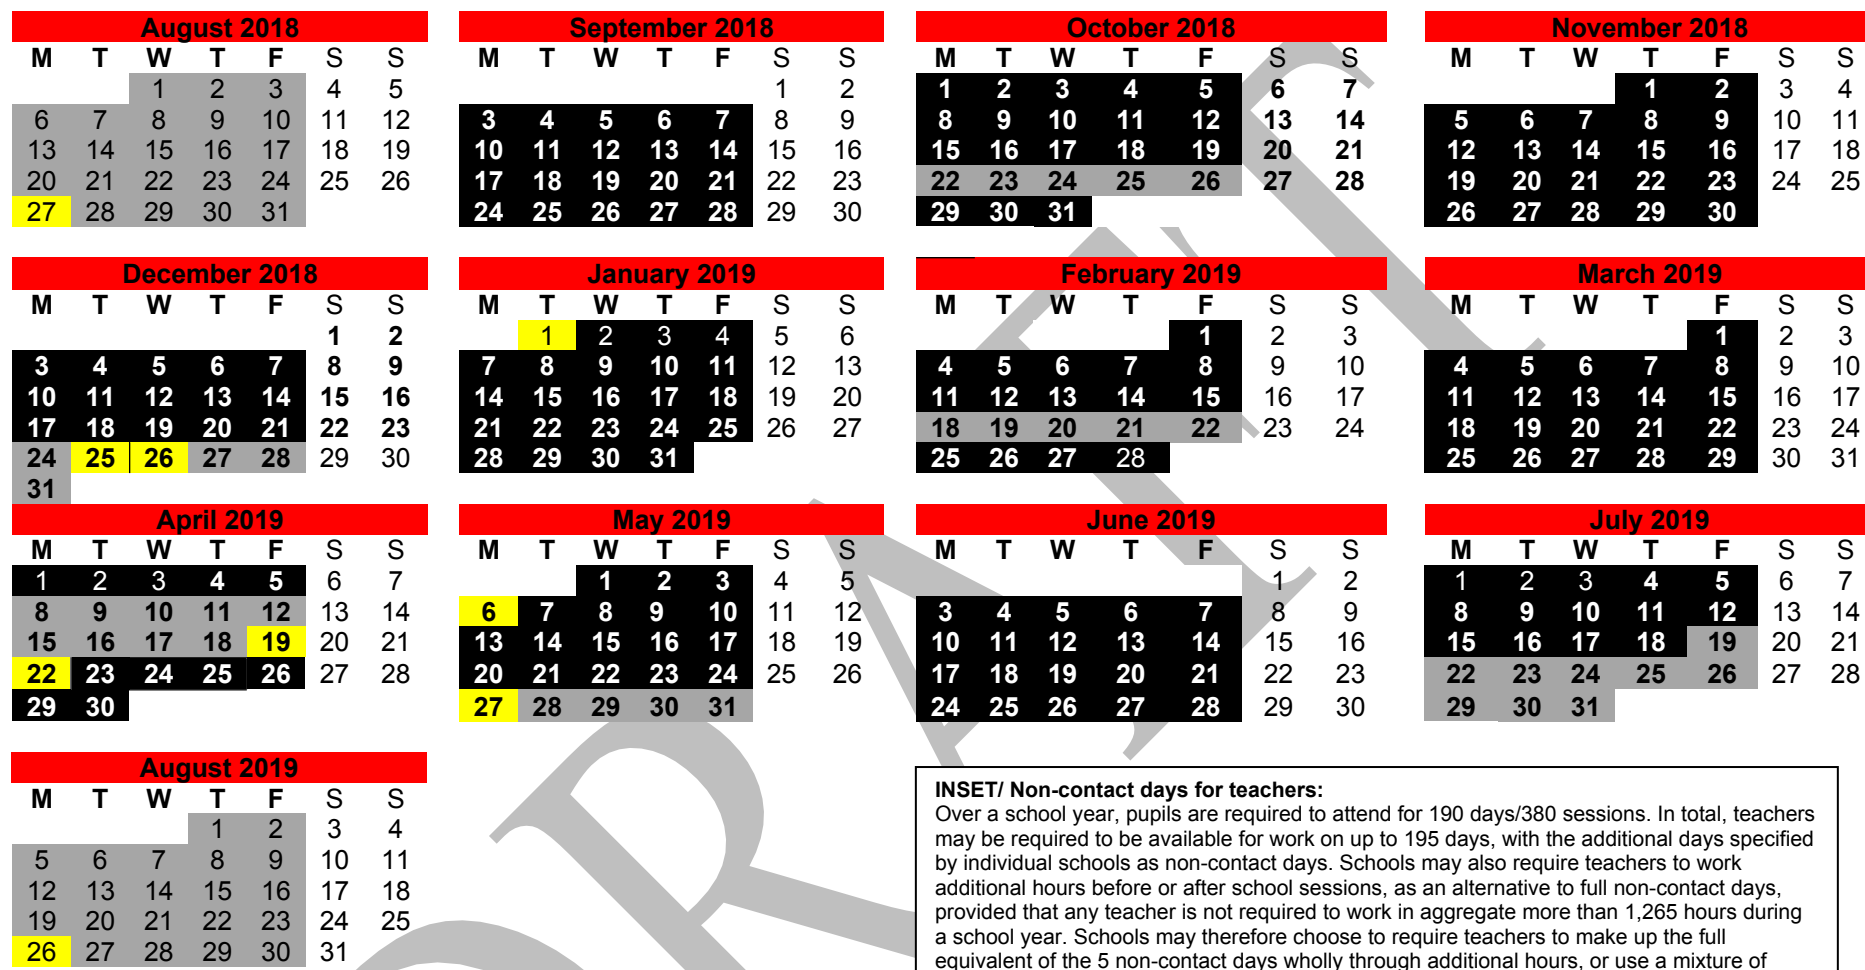 August 2018 September 2018 October 2018 November 2018
M T W T F S S M T W T F S S M T W T F S S M T W T F S S
1 2 3 4 5 1 2 1 2 3 4 5 6 7 1 2 3 4
6 7 8 9 10 11 12 3 4 5 6 7 8 9 8 9 10 11 12 13 14 5 6 7 8 9 10 11
13 14 15 16 17 18 19 10 11 12 13 14 15 16 15 16 17 18 19 20 21 12 13 14 15 16 17 18
20 21 22 23 24 25 26 17 18 19 20 21 22 23 22 23 24 25 26 27 28 19 20 21 22 23 24 25
27 28 29 30 31 24 25 26 27 28 29 30 29 30 31 26 27 28 29 30
December 2018 January 2019 February 2019 March 2019
M T W T F S S M T W T F S S M T W T F S S M T W T F S S
1 2 1 2 3 4 5 6 1 2 3 1 2 3
3 4 5 6 7 8 9 7 8 9 10 11 12 13 4 5 6 7 8 9 10 4 5 6 7 8 9 10
10 11 12 13 14 15 16 14 15 16 17 18 19 20 11 12 13 14 15 16 17 11 12 13 14 15 16 17
17 18 19 20 21 22 23 21 22 23 24 25 26 27 18 19 20 21 22 23 24 18 19 20 21 22 23 24
24 25 26 27 28 29 30 28 29 30 31 25 26 27 28 25 26 27 28 29 30 31
31
April 2019 May 2019 June 2019 July 2019
M T W T F S S M T W T F S S M T W T F S S M T W T F S S
1 2 3 4 5 6 7 1 2 3 4 5 1 2 1 2 3 4 5 6 7
8 9 10 11 12 13 14 6 7 8 9 10 11 12 3 4 5 6 7 8 9 8 9 10 11 12 13 14
15 16 17 18 19 20 21 13 14 15 16 17 18 19 10 11 12 13 14 15 16 15 16 17 18 19 20 21
22 23 24 25 26 27 28 20 21 22 23 24 25 26 17 18 19 20 21 22 23 22 23 24 25 26 27 28
29 30 27 28 29 30 31 24 25 26 27 28 29 30 29 30 31
August 2019
M T W T F S S
1 2 3 4
5 6 7 8 9 10 11
12 13 14 15 16 17 18
19 20 21 22 23 24 25
26 27 28 29 30 31
INSET/ Non-contact days for teachers:
Over a school year, pupils are required to attend for 190 days/380 sessions. In total, teachers
may be required to be available for work on up to 195 days, with the additional days specified
by individual schools as non-contact days. Schools may also require teachers to work
additional hours before or after school sessions, as an alternative to full non-contact days,
provided that any teacher is not required to work in aggregate more than 1,265 hours during
a school year. Schools may therefore choose to require teachers to make up the full
equivalent of the 5 non-contact days wholly through additional hours, or use a mixture of
DRAFT